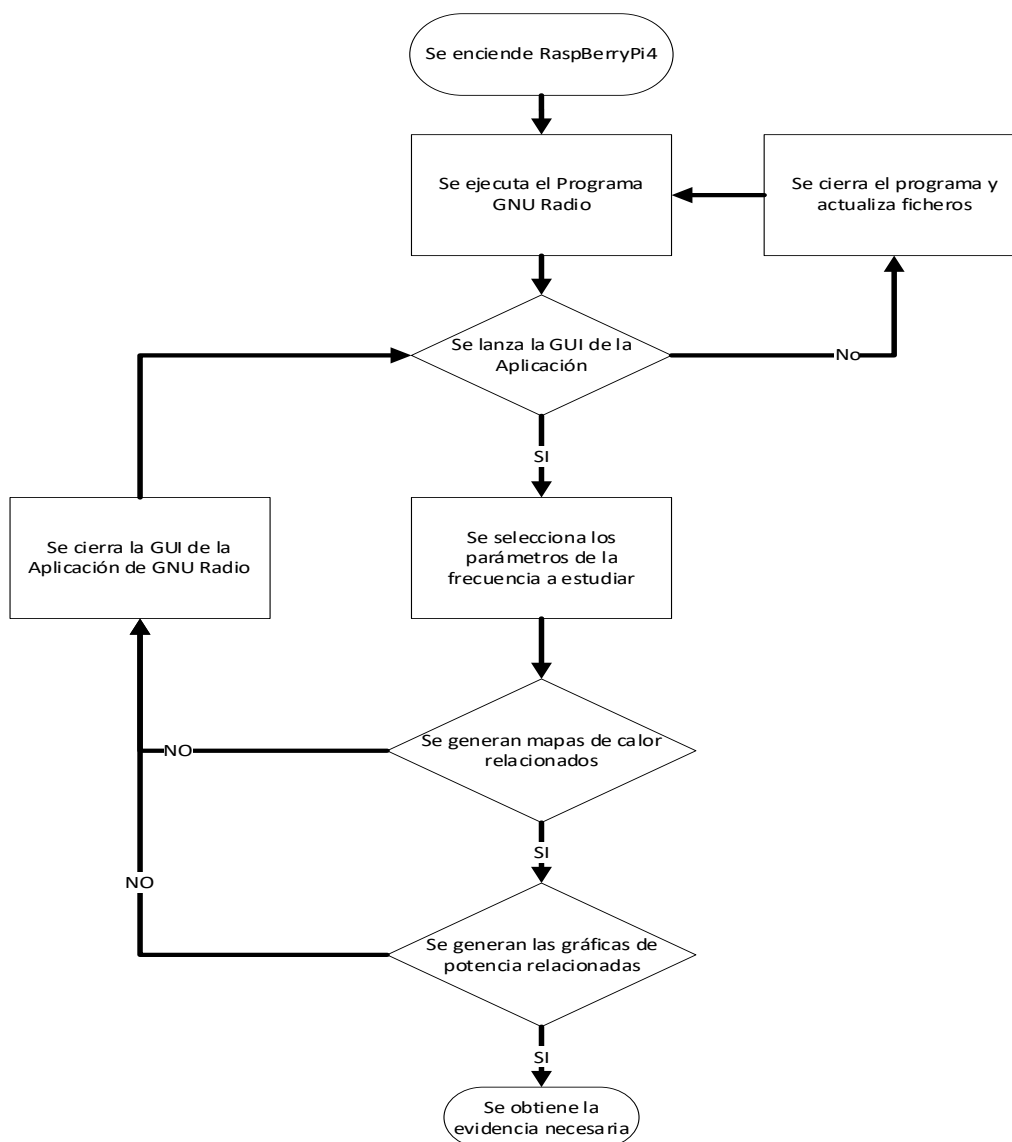 Se enciende RaspBerryPi4
Se ejecuta el Programa
GNU Radio
Se cierra el programa y
actualiza ficheros
Se lanza la GUI de la
Aplicación
No
SI
Se cierra la GUI de la
Aplicación de GNU Radio
Se selecciona los
parámetros de la
frecuencia a estudiar
Se generan mapas de calor
relacionados
NO
SI
NO
Se generan las gráficas de
potencia relacionadas
SI
Se obtiene la
evidencia necesaria